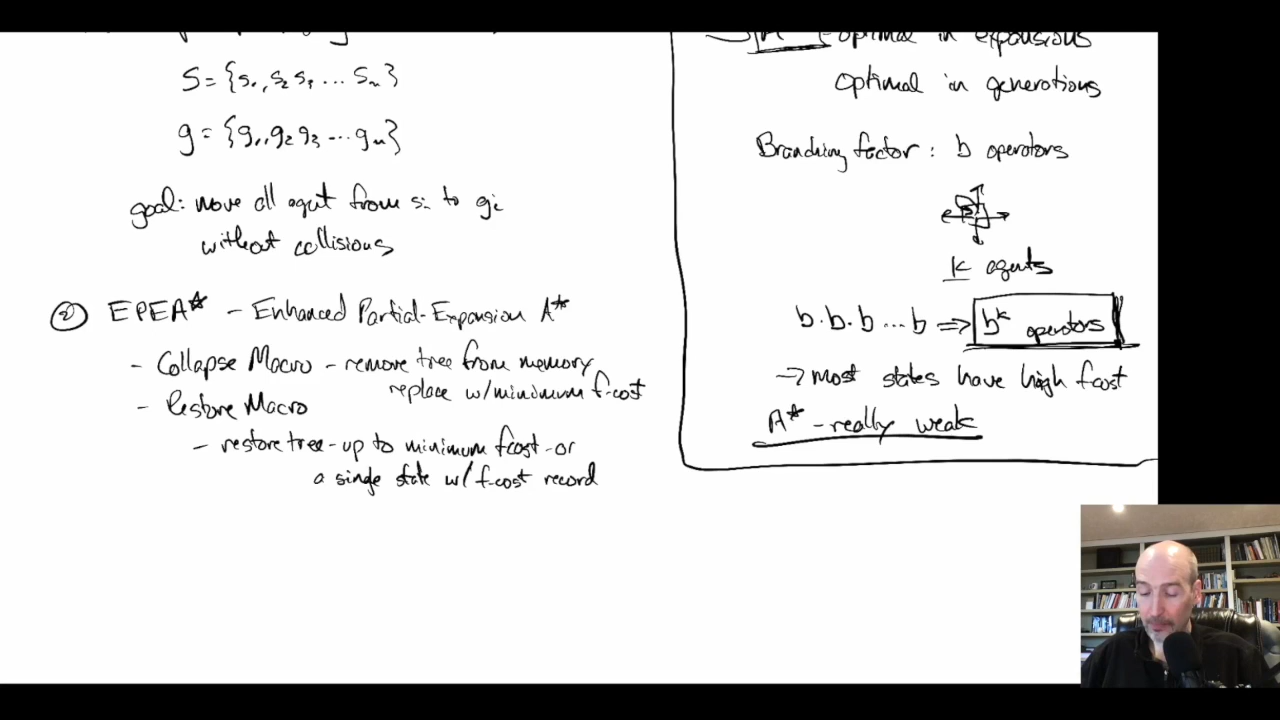 S = {s₁, s₂ s₃ ... sₙ}
g = {g₁, g₂ g₃ ... gₙ}
goal: move all agent from sᵢ to gᵢ
without collisions
② EPEA* - Enhanced Partial-Expansion A*
- Collapse Macro - remove tree from memory
replace w/minimum f-cost
- Restore Macro
- restore tree - up to minimum fcost - or
a single state w/ f-cost record
optimal in expansions
optimal in generations
Branching factor: b operators
k agents
b·b·b...b ⇒ bᵏ operators
→ most states have high fcost
A* - really weak